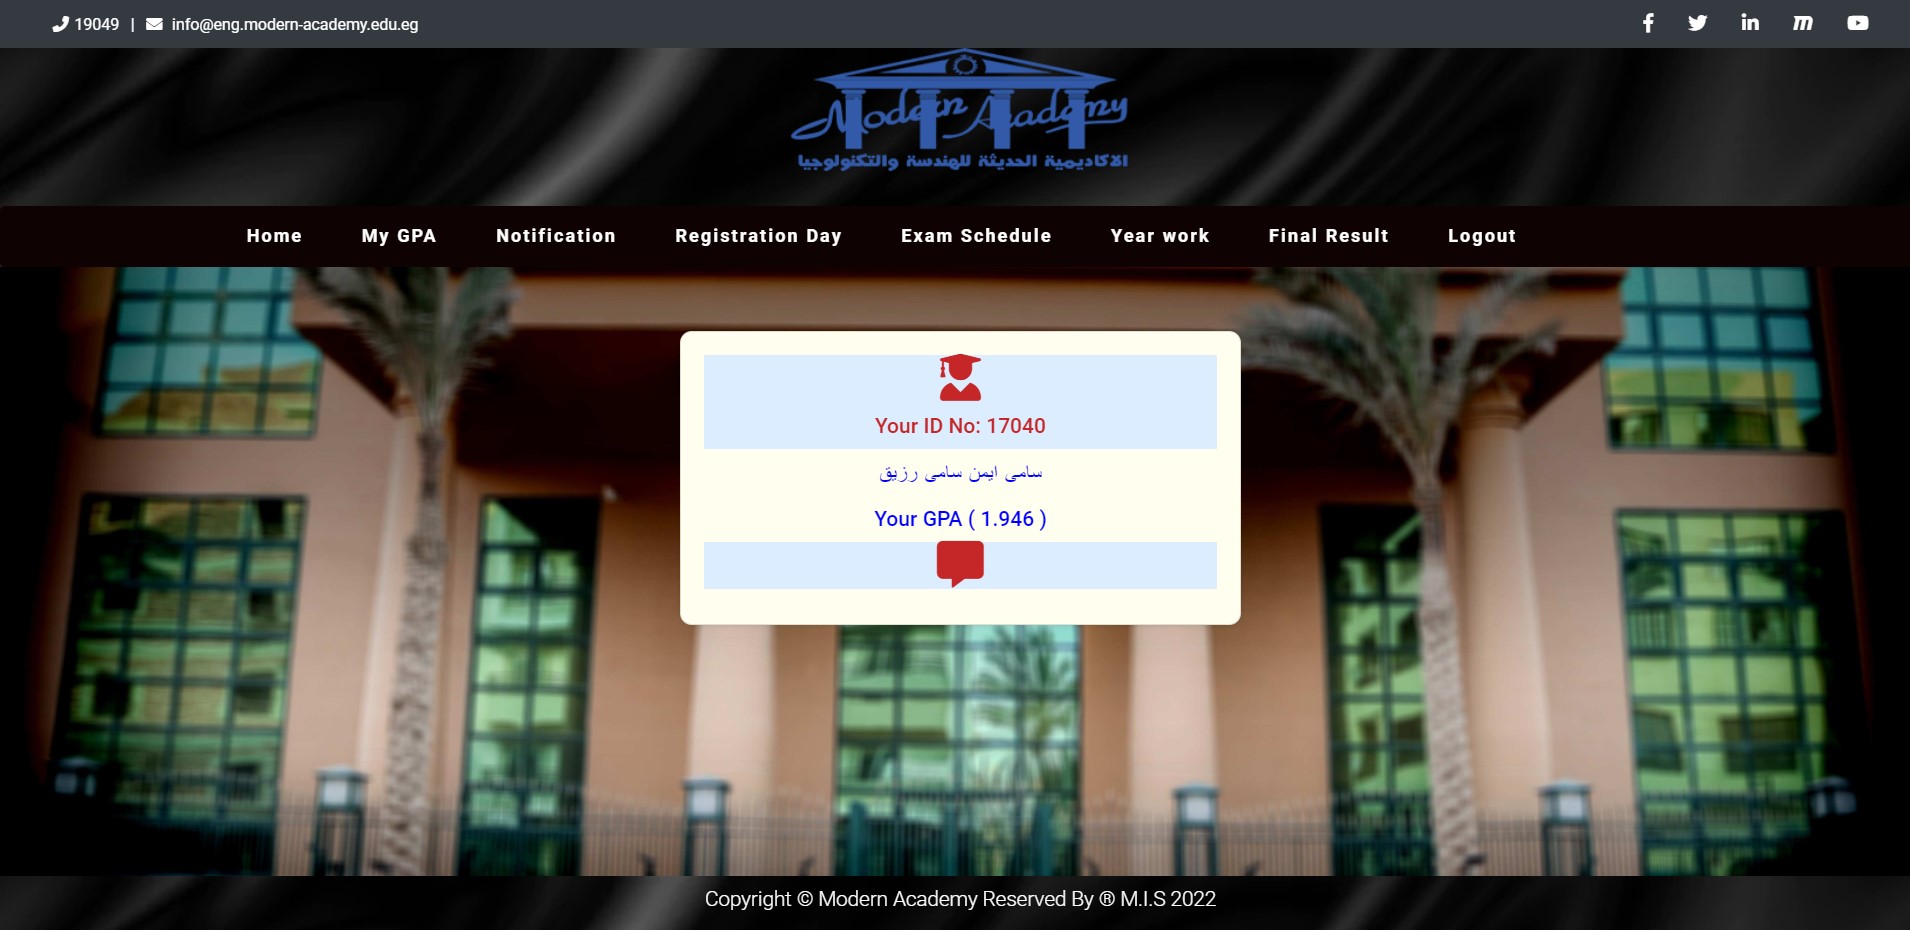 19049 | info@eng.modern-academy.edu.eg
Modern Academy
الاكاديمية الحديثة للهندسة والتكنولوجيا
Home My GPA Notification Registration Day Exam Schedule Year work Final Result Logout
Your ID No: 17040
سامى ايمن سامى رزيق
Your GPA ( 1.946 )
Copyright © Modern Academy Reserved By ® M.I.S 2022